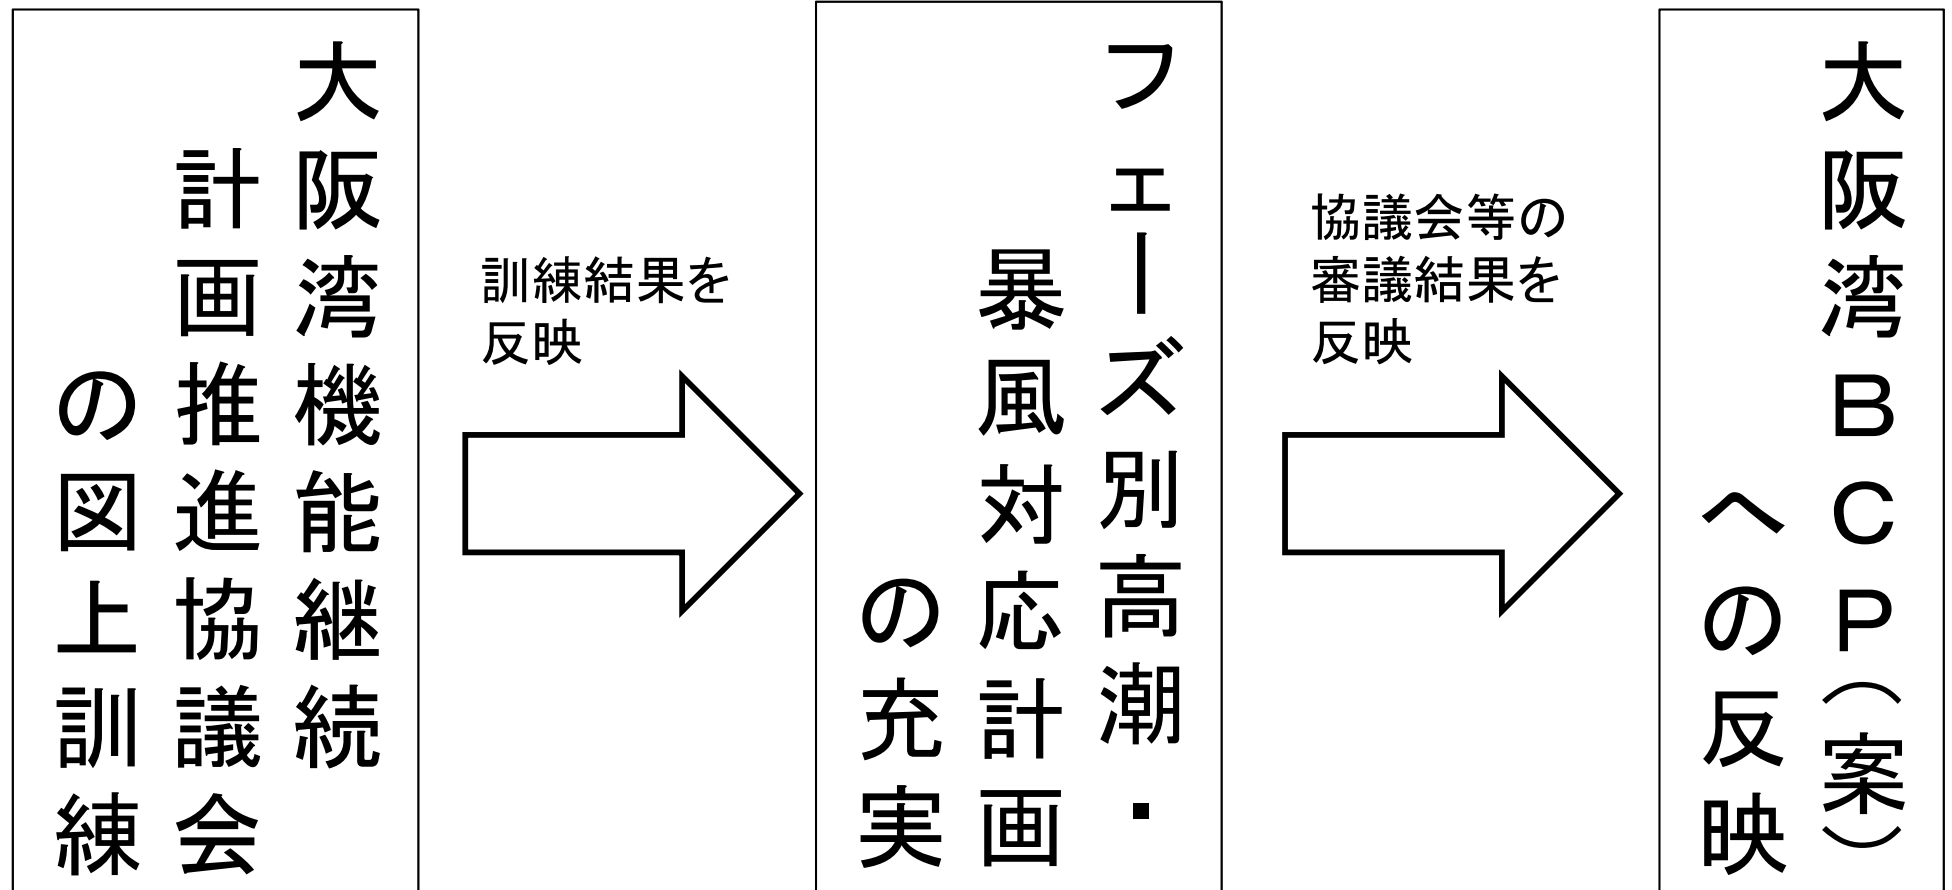 大阪湾機能継続
計画推進協議会
の図上訓練
訓練結果を
反映
フェーズ別高潮・
暴風対応計画
の充実
協議会等の
審議結果を
反映
大阪湾BCP（案）
への反映